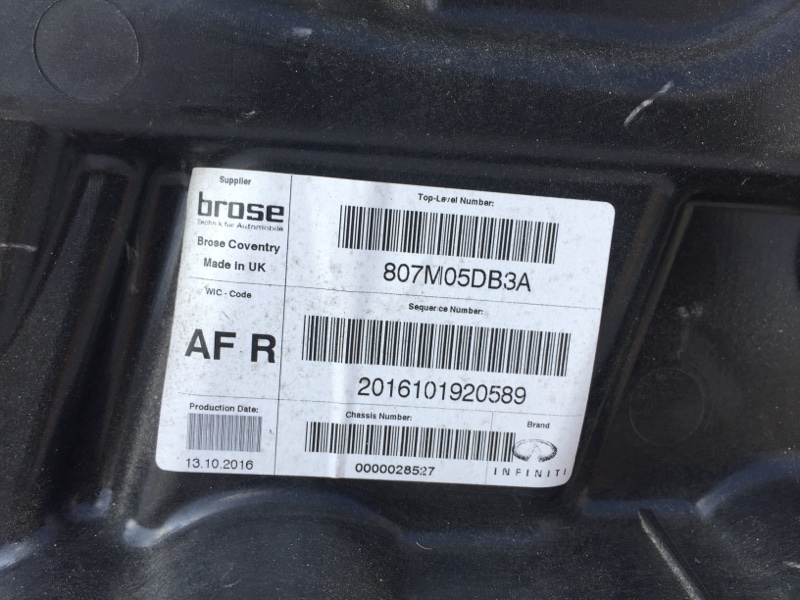 Supplier
brose
Technik für Automobile
Brose Coventry
Made in UK
WIC - Code
AF R
Production Date:
13.10.2016
Top-Level Number:
807M05DB3A
Sequence Number:
2016101920589
Chassis Number:
0000028527
Brand
INFINITI